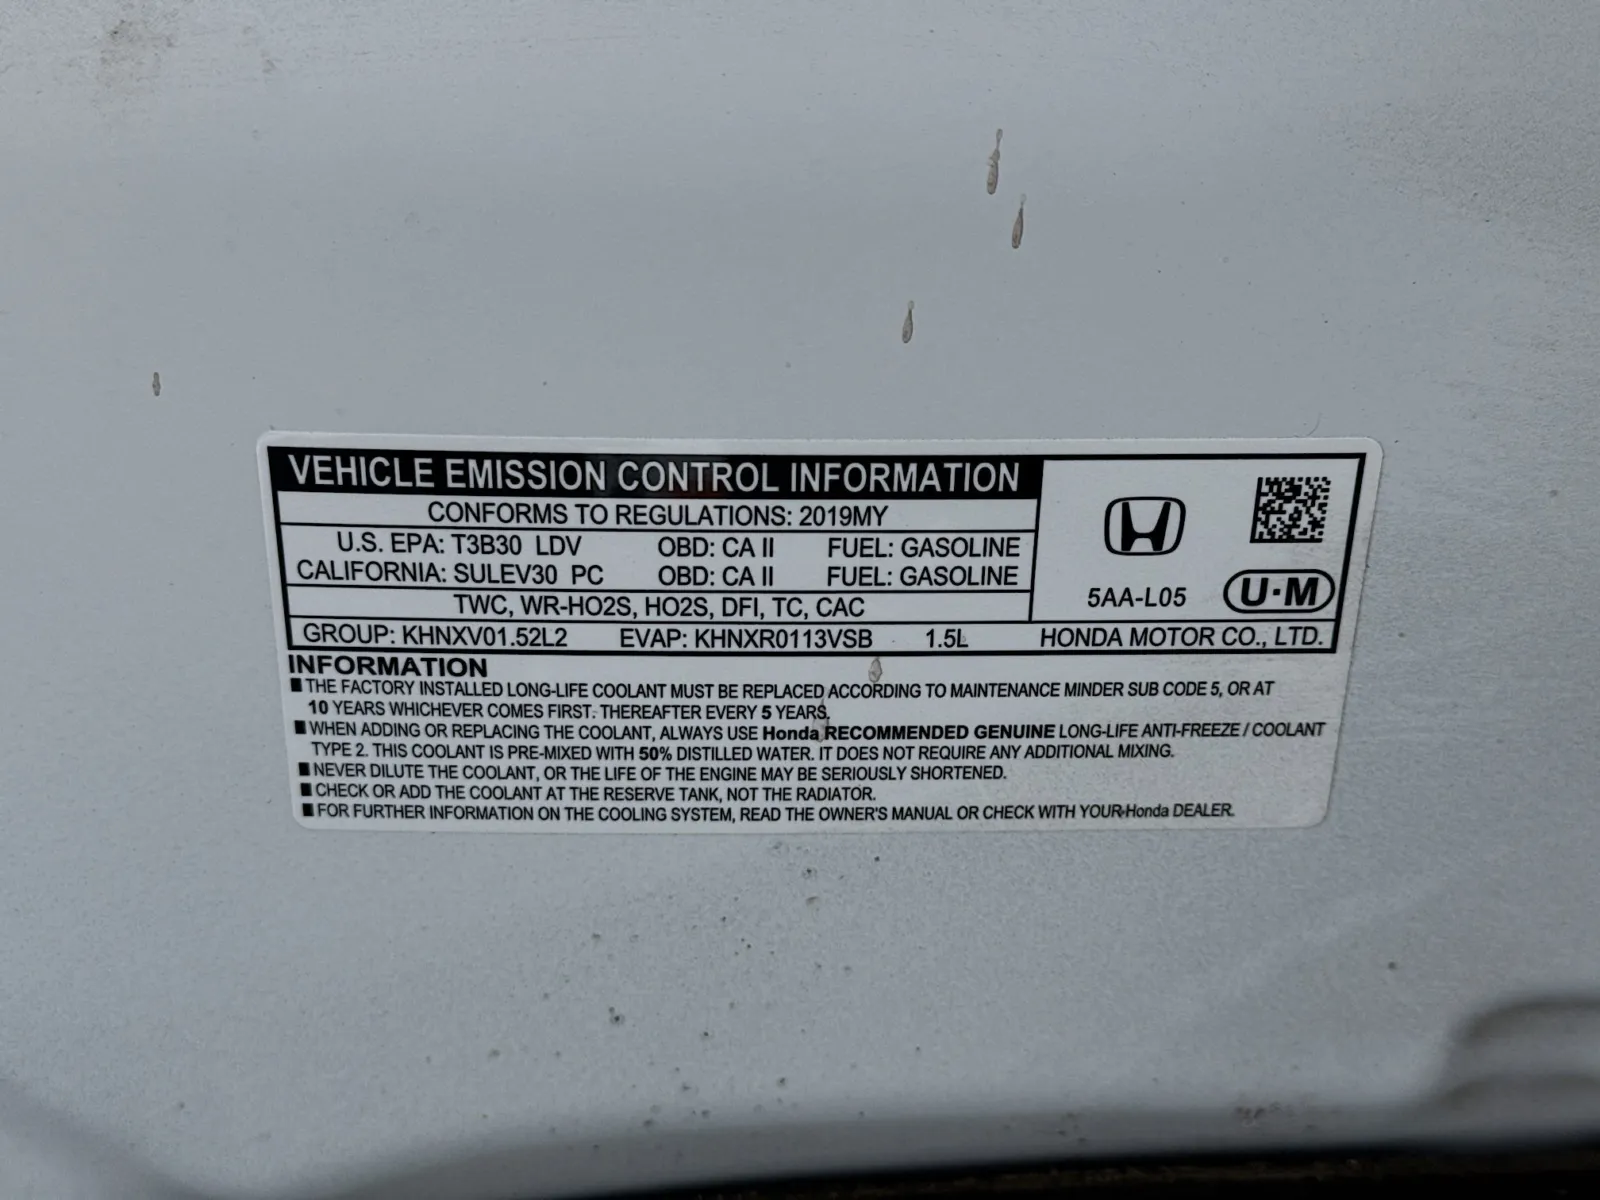 VEHICLE EMISSION CONTROL INFORMATION
CONFORMS TO REGULATIONS: 2019MY
U.S. EPA: T3B30 LDV OBD: CA II FUEL: GASOLINE
CALIFORNIA: SULEV30 PC OBD: CA II FUEL: GASOLINE
TWC, WR-HO2S, HO2S, DFI, TC, CAC
5AA-L05 U·M
GROUP: KHNXV01.52L2 EVAP: KHNXR0113VSB 1.5L HONDA MOTOR CO., LTD.
INFORMATION
■ THE FACTORY INSTALLED LONG-LIFE COOLANT MUST BE REPLACED ACCORDING TO MAINTENANCE MINDER SUB CODE 5, OR AT
10 YEARS WHICHEVER COMES FIRST. THEREAFTER EVERY 5 YEARS.
■ WHEN ADDING OR REPLACING THE COOLANT, ALWAYS USE Honda RECOMMENDED GENUINE LONG-LIFE ANTI-FREEZE / COOLANT
TYPE 2. THIS COOLANT IS PRE-MIXED WITH 50% DISTILLED WATER. IT DOES NOT REQUIRE ANY ADDITIONAL MIXING.
■ NEVER DILUTE THE COOLANT, OR THE LIFE OF THE ENGINE MAY BE SERIOUSLY SHORTENED.
■ CHECK OR ADD THE COOLANT AT THE RESERVE TANK, NOT THE RADIATOR.
■ FOR FURTHER INFORMATION ON THE COOLING SYSTEM, READ THE OWNER'S MANUAL OR CHECK WITH YOUR Honda DEALER.